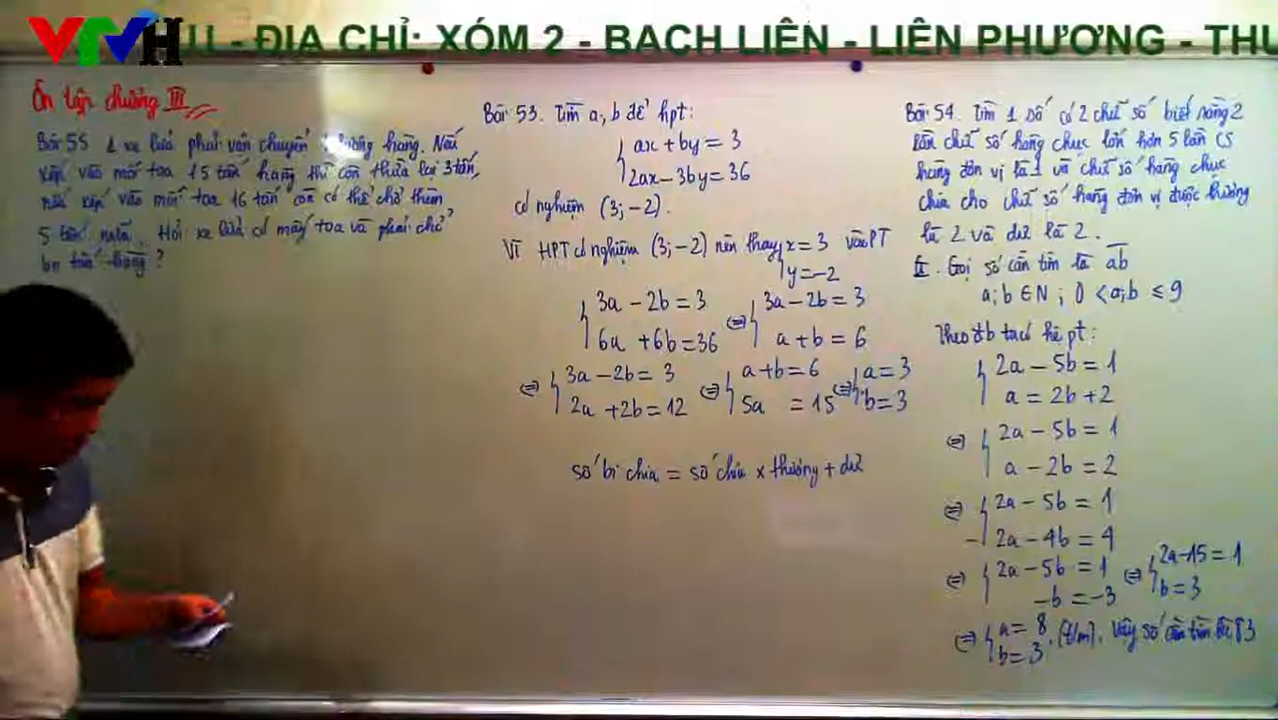 VTVH
U - ĐỊA CHỈ: XÓM 2 - BẠCH LIÊN - LIÊN PHƯƠNG - THƯ
Ôn tập chương III
Bài 55 1 xe lửa phải vận chuyển lượng hàng. Nếu
xếp vào mỗi toa 15 tấn hàng thì còn thừa lại 3 tấn,
nếu xếp vào mỗi toa 16 tấn còn có thể chở thêm
5 tấn nữa. Hỏi xe lửa có mấy toa và phải chở
bn tấn hàng?
Bài 53. Tìm a, b để hpt:
ax + by = 3
2ax - 3by = 36
có nghiệm (3; -2).
Vì HPT có nghiệm (3; -2) nên thay x = 3 vào PT
y = -2
3a - 2b = 3 ⇔ 3a - 2b = 3
6a + 6b = 36 a + b = 6
⇔ 3a - 2b = 3 ⇔ a + b = 6 ⇔ a = 3
2a + 2b = 12 5a = 15 b = 3
số bị chia = số chia x thương + dư
Bài 54. Tìm 1 số có 2 chữ số biết rằng 2
lần chữ số hàng chục lớn hơn 5 lần CS
hàng đơn vị là 1 và chữ số hàng chục
chia cho chữ số hàng đơn vị được thương
là 2 và dư là 2.
Gọi số cần tìm là ab
a; b ∈ N; 0 < a; b ≤ 9
Theo đb ta có hệ pt:
2a - 5b = 1
a = 2b + 2
⇔ 2a - 5b = 1
a - 2b = 2
⇔ 2a - 5b = 1
- 2a - 4b = 4
⇔ 2a - 5b = 1 ⇔ 2a - 15 = 1
-b = -3 b = 3
⇔ a = 8 (t/m). Vậy số cần tìm là 83
b = 3